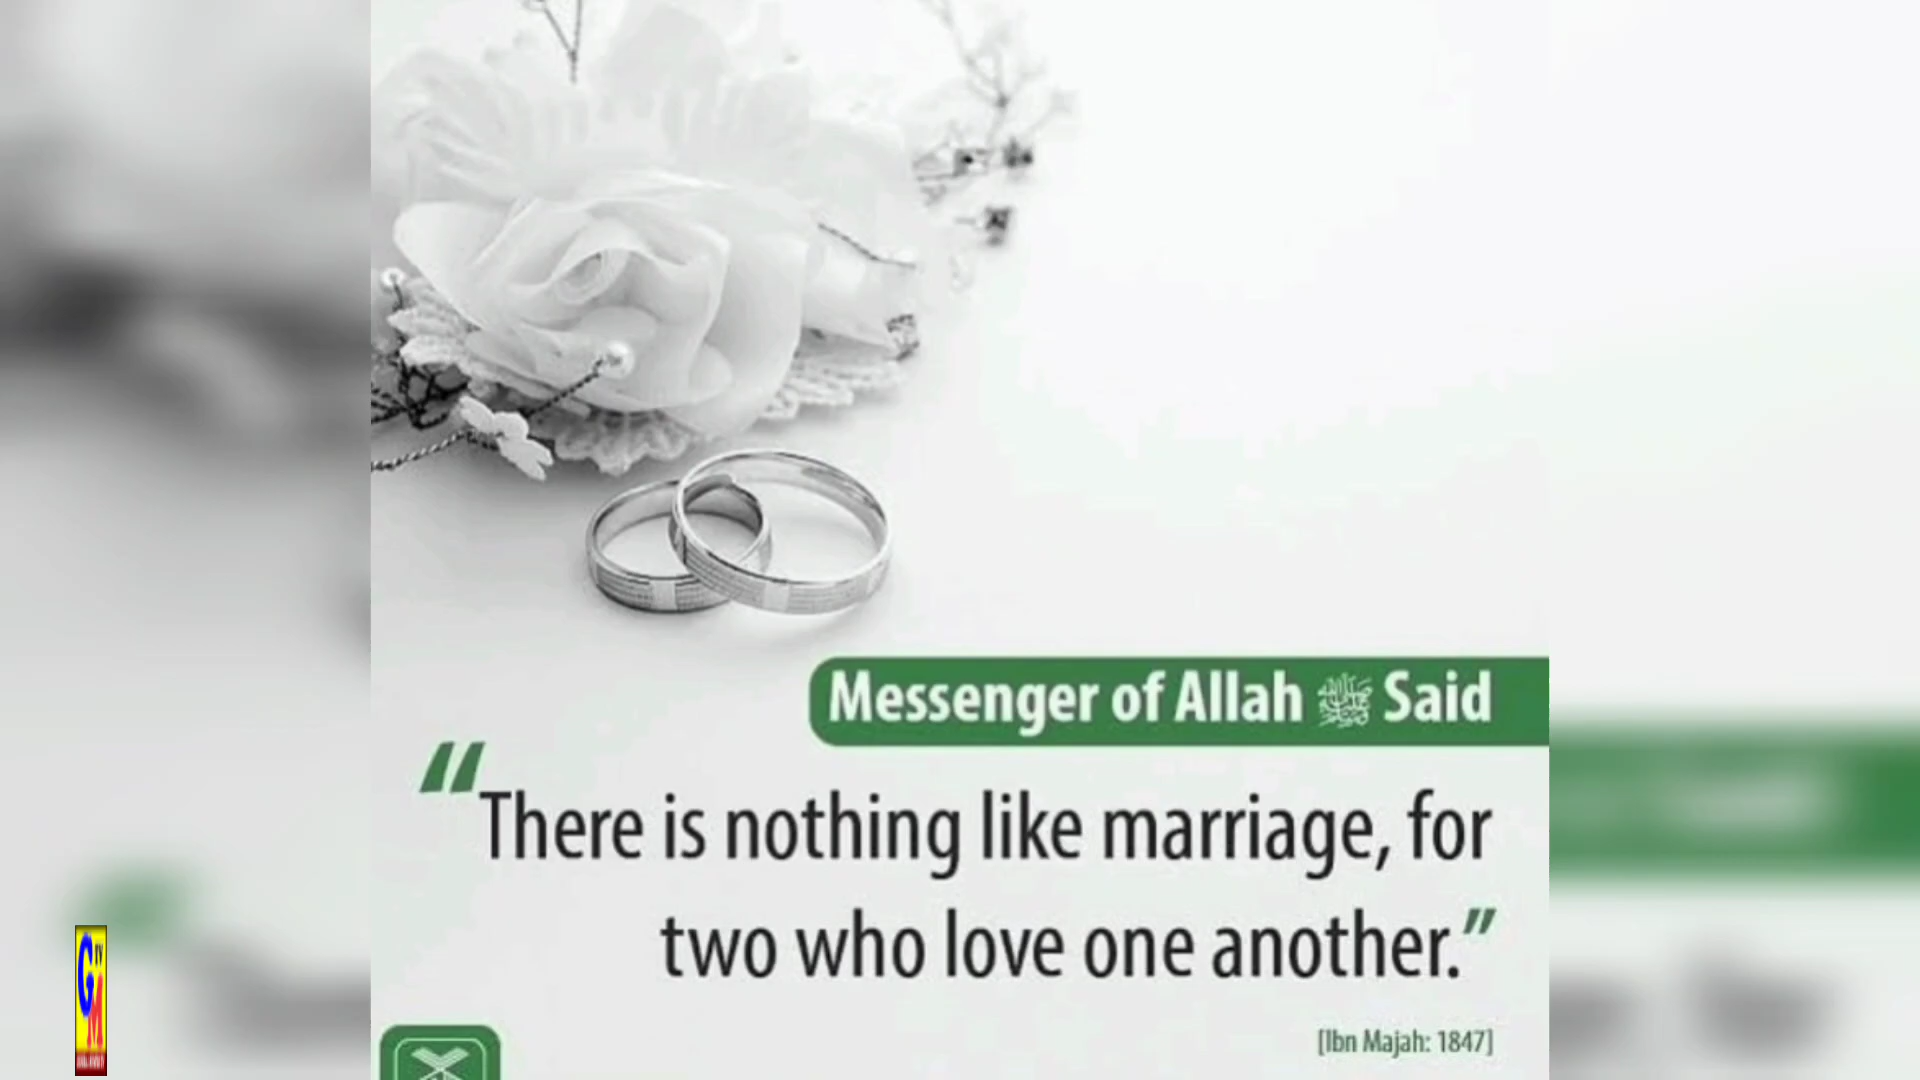 Messenger of Allah ﷺ Said
“There is nothing like marriage, for
two who love one another.”
[Ibn Majah: 1847]
G TV
M